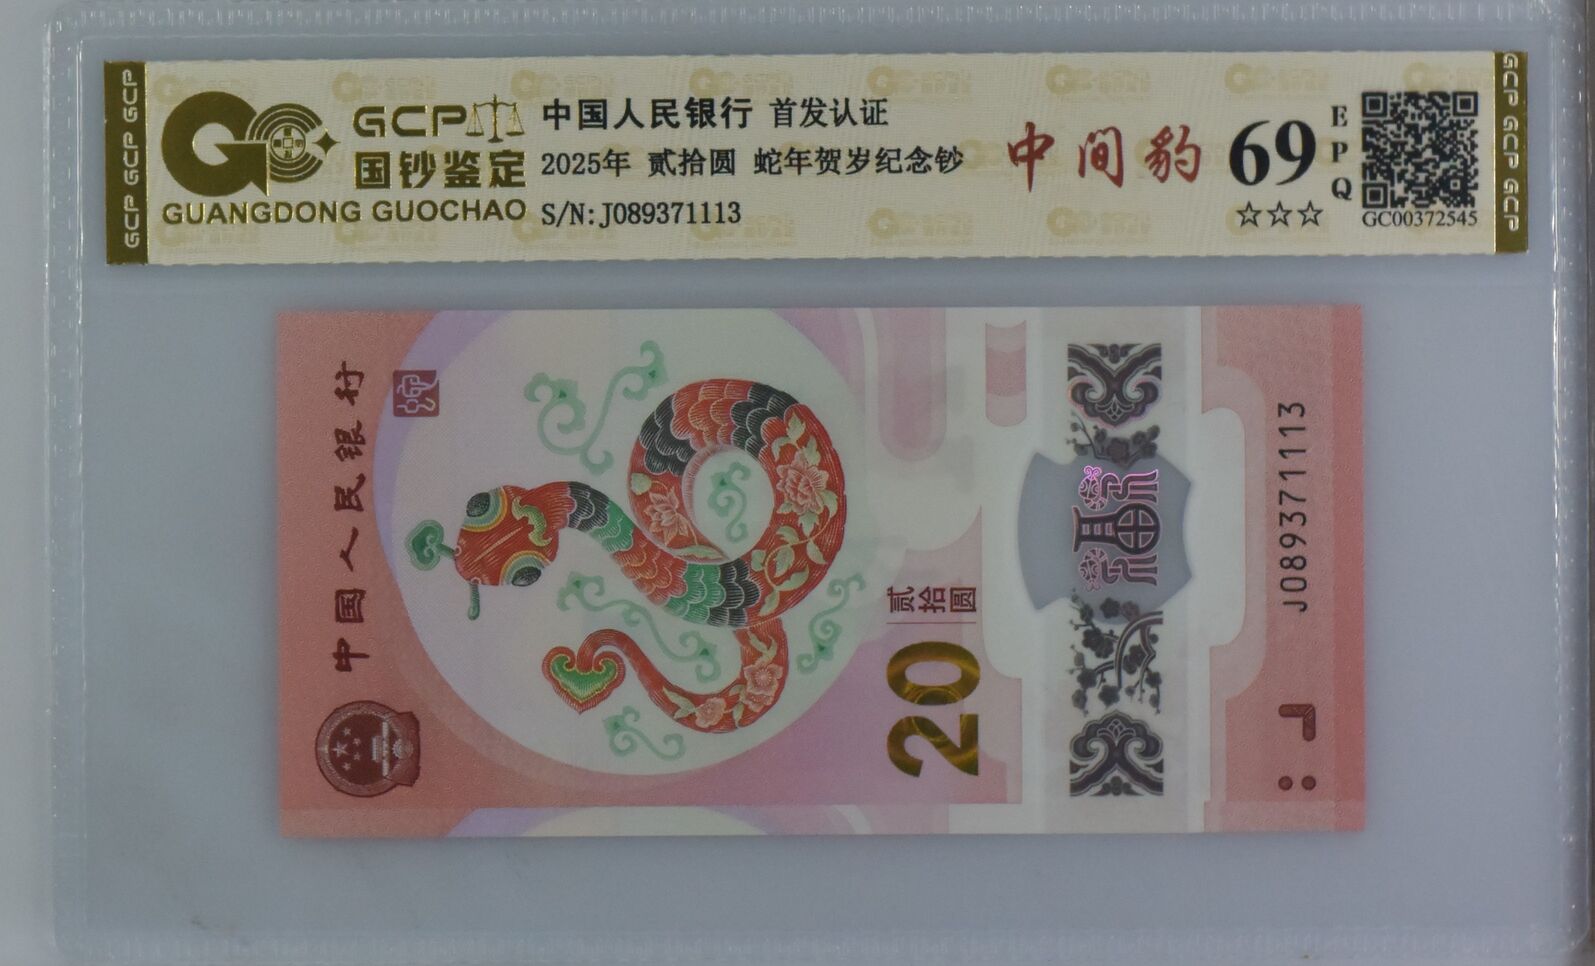 GCP GCP GCP
GCP
国钞鉴定
GUANGDONG GUOCHAO
中国人民银行 首发认证
2025年 贰拾圆 蛇年贺岁纪念钞
S/N:J089371113
中间豹
69
EPQ
☆☆☆
GC00372545
GCP GCP GCP
中国人民银行
贰拾圆
20
福
J089371113